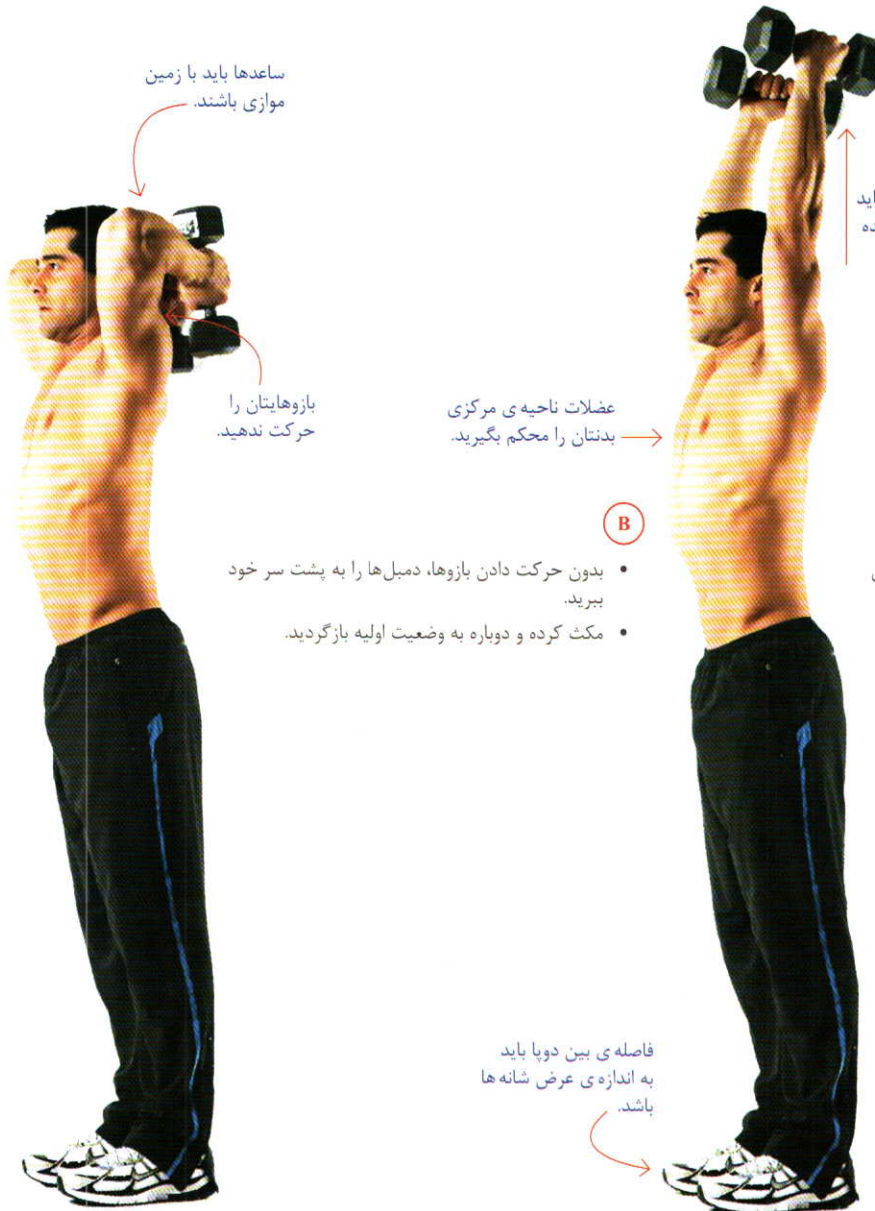 ساعدها باید با زمین
موازی باشند.
بازوهایتان را
حرکت ندهید.
عضلات ناحیه ی مرکزی
بدنتان را محکم بگیرید.
B
• بدون حرکت دادن بازوها، دمبل‌ها را به پشت سر خود
ببرید.
• مکث کرده و دوباره به وضعیت اولیه بازگردید.
فاصله ی بین دوپا باید
به اندازه ی عرض شانه ها
باشد.